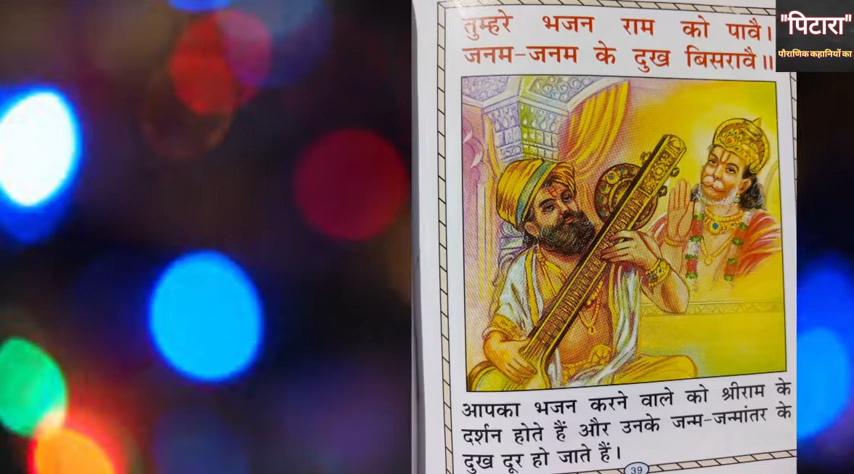 तुम्हरे भजन राम को पावै।
जनम-जनम के दुख बिसरावै॥
"पिटारा"
पौराणिक कहानियों का
आपका भजन करने वाले को श्रीराम के
दर्शन होते हैं और उनके जन्म-जन्मांतर के
दुख दूर हो जाते हैं।
39